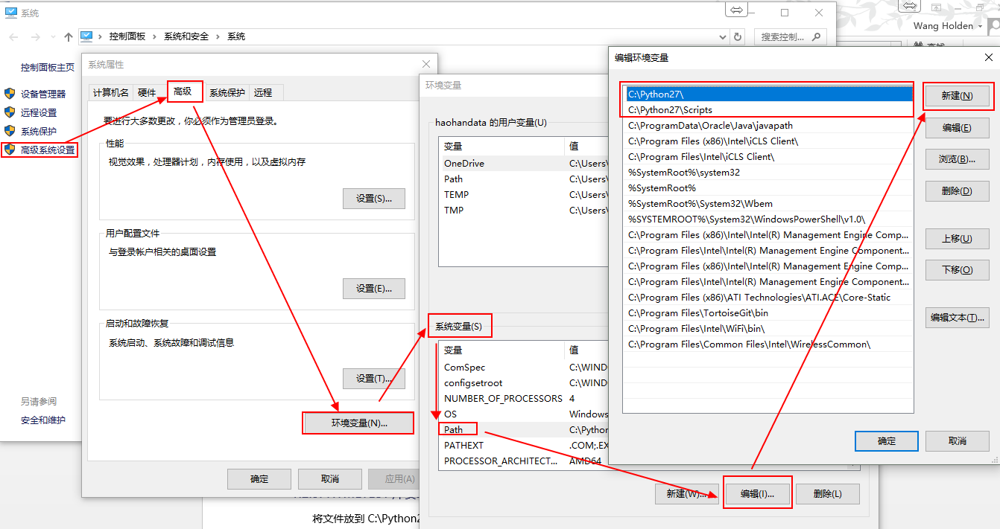 系统
Wang Holden
控制面板 › 系统和安全 › 系统
搜索控制...
控制面板主页
设备管理器
远程设置
系统保护
高级系统设置
另请参阅
安全和维护
系统属性
计算机名
硬件
高级
系统保护
远程
要进行大多数更改，你必须作为管理员登录。
性能
视觉效果，处理器计划，内存使用，以及虚拟内存
设置(S)...
用户配置文件
与登录帐户相关的桌面设置
设置(E)...
启动和故障恢复
系统启动、系统故障和调试信息
设置(T)...
环境变量(N)...
确定
取消
应用(A)
将文件放到 C:\Python2
环境变量
haohandata 的用户变量(U)
变量 值
OneDrive C:\Users\
Path C:\Users\
TEMP C:\Users\
TMP C:\Users\
系统变量(S)
变量 值
ComSpec C:\WIND
configsetroot C:\WIND
NUMBER_OF_PROCESSORS 4
OS Windows
Path C:\Python
PATHEXT .COM;.EX
PROCESSOR_ARCHITECT... AMD64
新建(W)...
编辑(I)...
删除(L)
编辑环境变量
C:\Python27\
C:\Python27\Scripts
C:\ProgramData\Oracle\Java\javapath
C:\Program Files (x86)\Intel\iCLS Client\
C:\Program Files\Intel\iCLS Client\
%SystemRoot%\system32
%SystemRoot%
%SystemRoot%\System32\Wbem
%SYSTEMROOT%\System32\WindowsPowerShell\v1.0\
C:\Program Files (x86)\Intel\Intel(R) Management Engine Comp...
C:\Program Files\Intel\Intel(R) Management Engine Component...
C:\Program Files (x86)\Intel\Intel(R) Management Engine Comp...
C:\Program Files\Intel\Intel(R) Management Engine Component...
C:\Program Files (x86)\ATI Technologies\ATI.ACE\Core-Static
C:\Program Files\TortoiseGit\bin
C:\Program Files\Intel\WiFi\bin\
C:\Program Files\Common Files\Intel\WirelessCommon\
新建(N)
编辑(E)
浏览(B)...
删除(D)
上移(U)
下移(O)
编辑文本(T)...
确定
取消